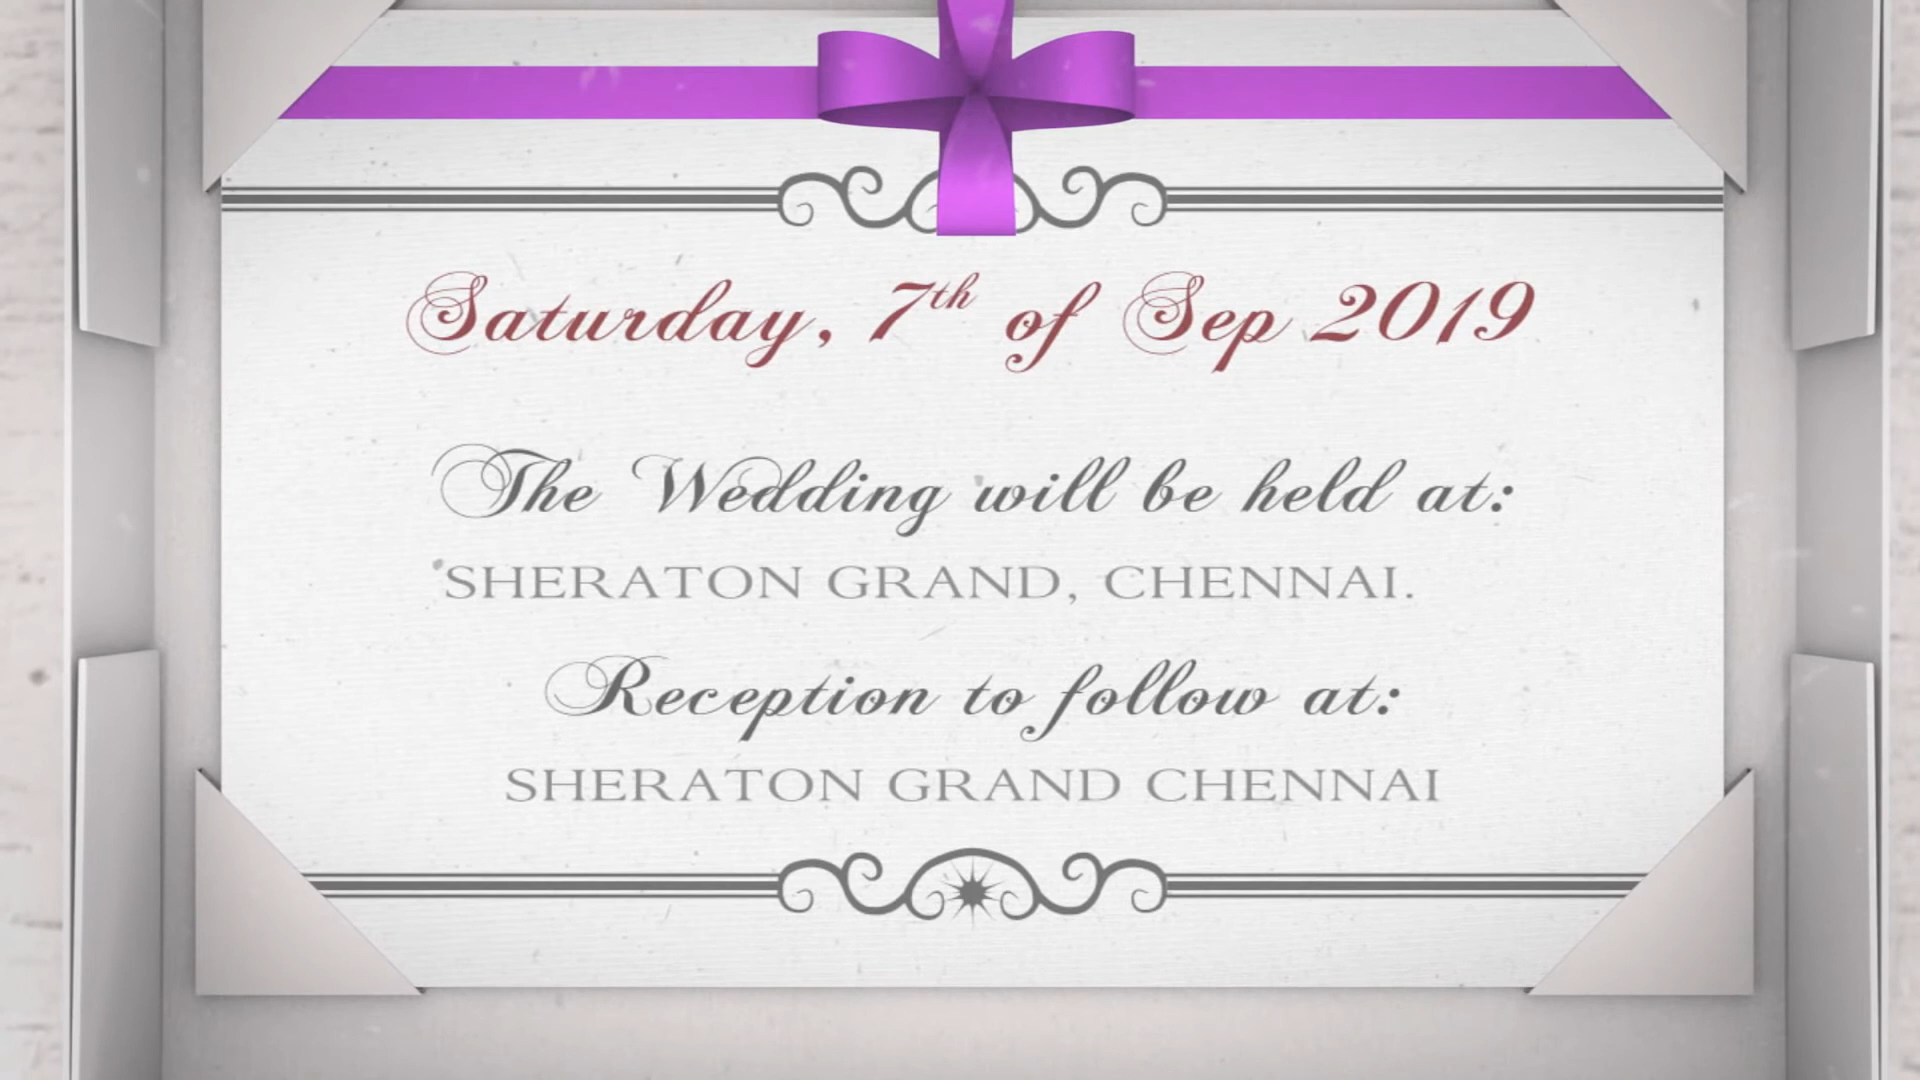 Saturday, 7th of Sep 2019
The Wedding will be held at:
SHERATON GRAND, CHENNAI.
Reception to follow at:
SHERATON GRAND CHENNAI